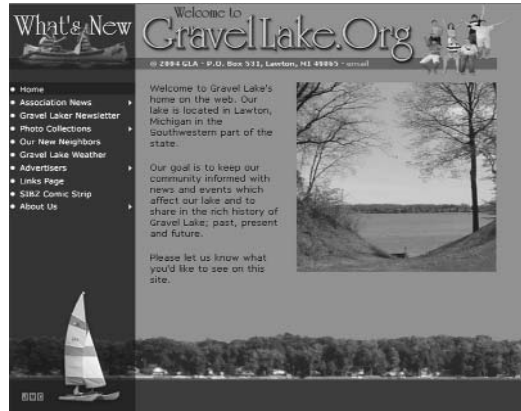 What's New
Welcome to
GravelLake.Org
© 2004 GLA - P.O. Box 531, Lawton, MI 49065 - email
Home
Association News
Gravel Laker Newsletter
Photo Collections
Our New Neighbors
Gravel Lake Weather
Advertisers
Links Page
SIBZ Comic Strip
About Us
Welcome to Gravel Lake's
home on the web. Our
lake is located in Lawton,
Michigan in the
Southwestern part of the
state.
Our goal is to keep our
community informed with
news and events which
affect our lake and to
share in the rich history of
Gravel Lake; past, present
and future.
Please let us know what
you'd like to see on this
site.